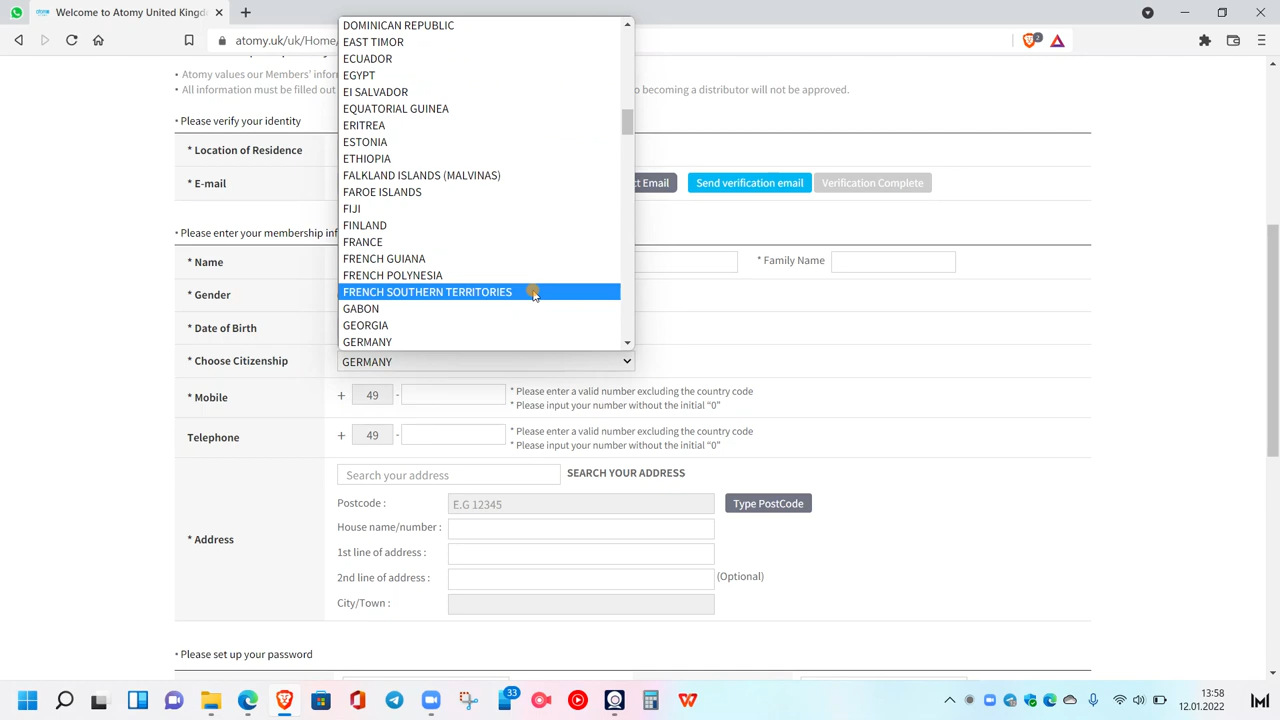 Welcome to Atomy United Kingdom
atomy.uk/uk/Home/
2
Atomy values our Members' infor
All information must be filled out
o becoming a distributor will not be approved.
Please verify your identity
* Location of Residence
* E-mail
ct Email
Send verification email
Verification Complete
Please enter your membership inf
* Name
* Family Name
* Gender
* Date of Birth
* Choose Citizenship
DOMINICAN REPUBLIC
EAST TIMOR
ECUADOR
EGYPT
EI SALVADOR
EQUATORIAL GUINEA
ERITREA
ESTONIA
ETHIOPIA
FALKLAND ISLANDS (MALVINAS)
FAROE ISLANDS
FIJI
FINLAND
FRANCE
FRENCH GUIANA
FRENCH POLYNESIA
FRENCH SOUTHERN TERRITORIES
GABON
GEORGIA
GERMANY
GERMANY
* Mobile
+ 49 -
* Please enter a valid number excluding the country code
* Please input your number without the initial “0”
Telephone
+ 49 -
* Please enter a valid number excluding the country code
* Please input your number without the initial “0”
* Address
Search your address
SEARCH YOUR ADDRESS
Postcode :
E.G 12345
Type PostCode
House name/number :
1st line of address :
2nd line of address :
(Optional)
City/Town :
Please set up your password
33
13:58
12.01.2022